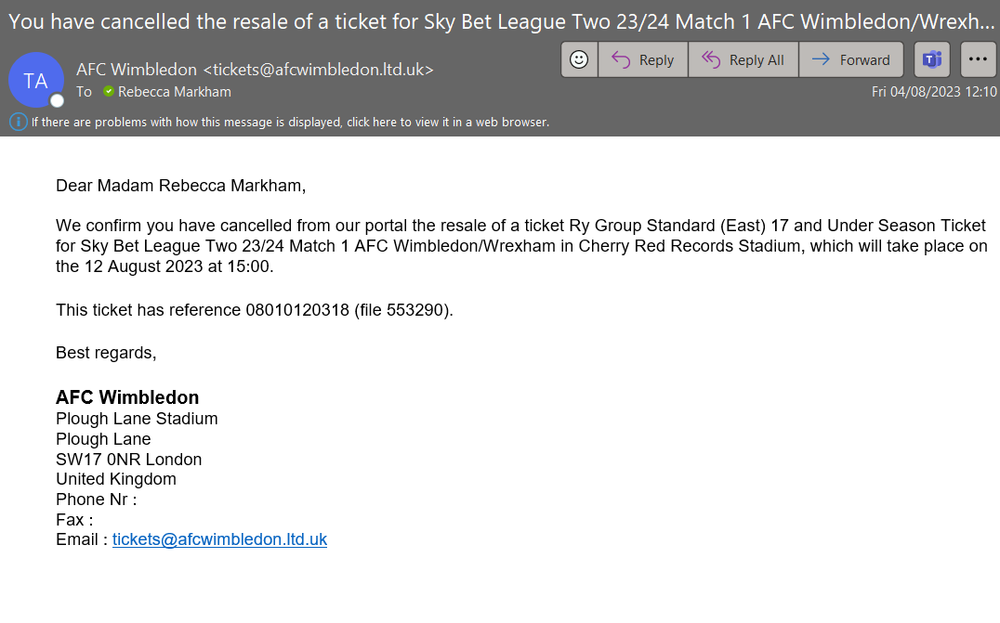 You have cancelled the resale of a ticket for Sky Bet League Two 23/24 Match 1 AFC Wimbledon/Wrexh...
TA
AFC Wimbledon <tickets@afcwimbledon.ltd.uk>
To Rebecca Markham
Reply
Reply All
Forward
Fri 04/08/2023 12:10
If there are problems with how this message is displayed, click here to view it in a web browser.
Dear Madam Rebecca Markham,
We confirm you have cancelled from our portal the resale of a ticket Ry Group Standard (East) 17 and Under Season Ticket
for Sky Bet League Two 23/24 Match 1 AFC Wimbledon/Wrexham in Cherry Red Records Stadium, which will take place on
the 12 August 2023 at 15:00.
This ticket has reference 08010120318 (file 553290).
Best regards,
AFC Wimbledon
Plough Lane Stadium
Plough Lane
SW17 0NR London
United Kingdom
Phone Nr :
Fax :
Email : tickets@afcwimbledon.ltd.uk